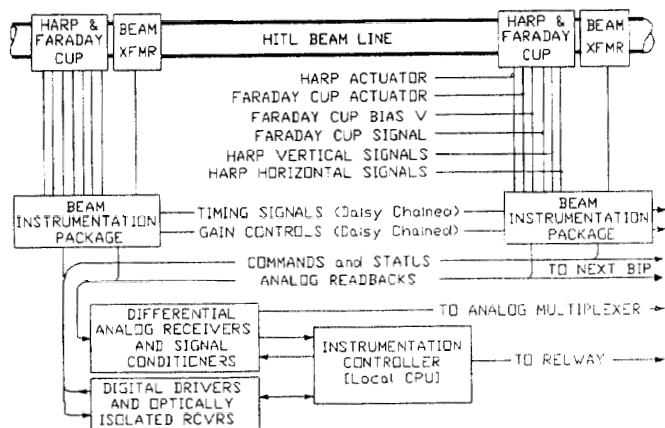 HARP &
FARADAY
CUP
BEAM
XFMR
HITL BEAM LINE
HARP &
FARADAY
CUP
BEAM
XFMR
HARP ACTUATOR
FARADAY CUP ACTUATOR
FARADAY CUP BIAS V
FARADAY CUP SIGNAL
HARP VERTICAL SIGNALS
HARP HORIZONTAL SIGNALS
BEAM
INSTRUMENTATION
PACKAGE
TIMING SIGNALS (Daisy Chained)
GAIN CONTROLS (Daisy Chained)
BEAM
INSTRUMENTATION
PACKAGE
COMMANDS and STATUS
ANALOG READBACKS
TO NEXT BIP
DIFFERENTIAL
ANALOG RECEIVERS
AND SIGNAL
CONDITIONERS
TO ANALOG MULTIPLEXER
INSTRUMENTATION
CONTROLLER
[Local CPU]
TO RELWAY
DIGITAL DRIVERS
AND OPTICALLY
ISOLATED RCVRS